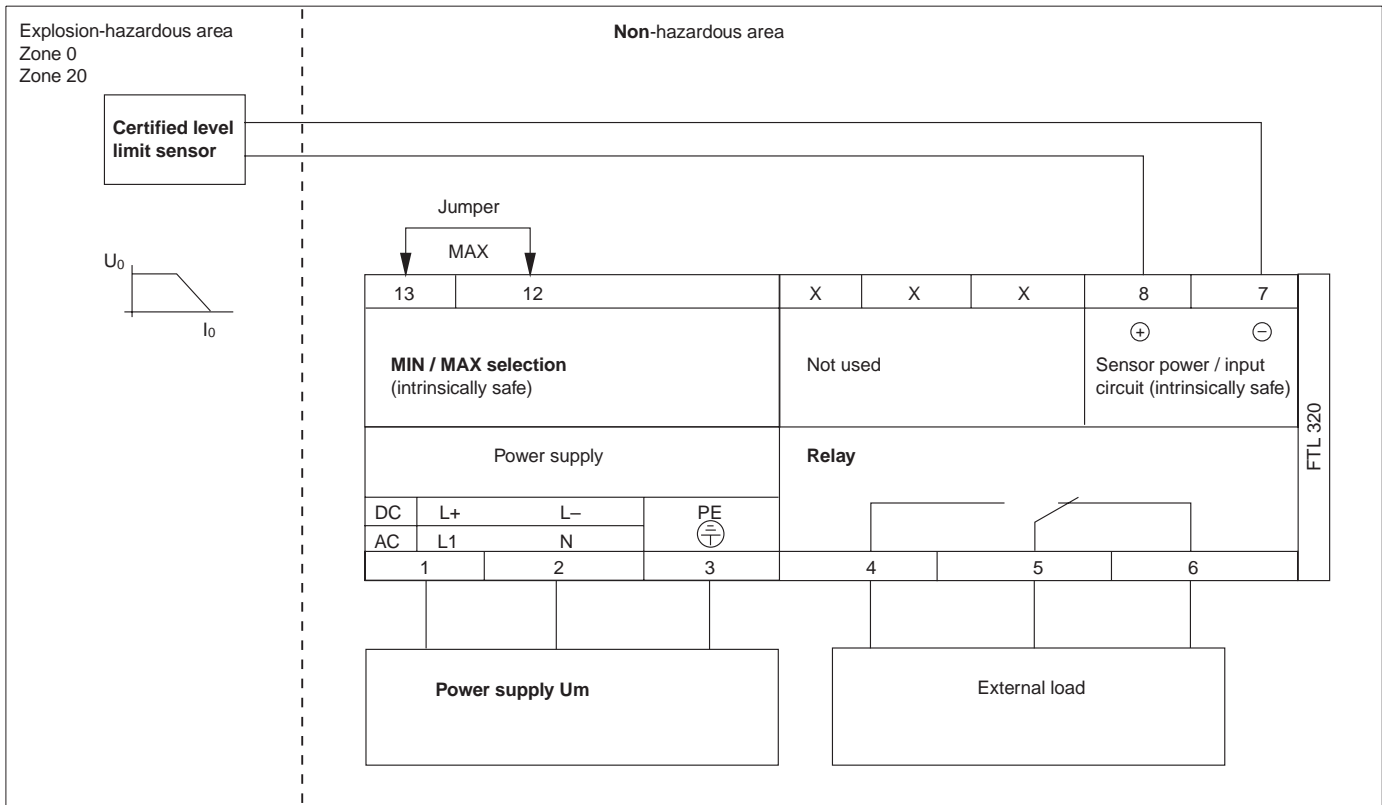 Explosion-hazardous area
Zone 0
Zone 20
Non-hazardous area
Certified level
limit sensor
Jumper
MAX
U0
I0
13 12 X X X 8 7
+ −
MIN / MAX selection
(intrinsically safe)
Not used
Sensor power / input
circuit (intrinsically safe)
FTL 320
Power supply
Relay
DC L+ L– PE
AC L1 N
1 2 3 4 5 6
Power supply Um
External load